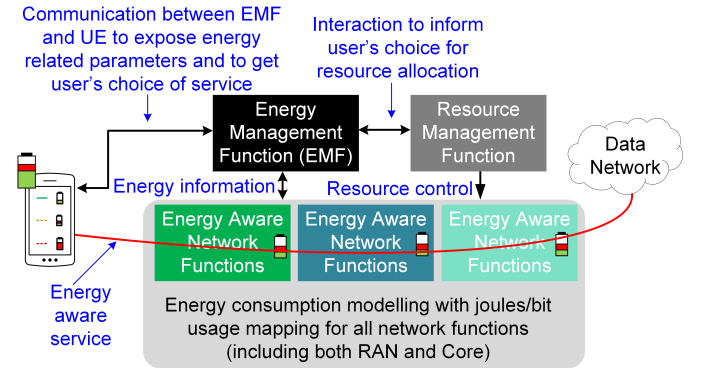 Communication between EMF
and UE to expose energy
related parameters and to get
user's choice of service
Interaction to inform
user's choice for
resource allocation
Energy
Management
Function (EMF)
Resource
Management
Function
Data
Network
Energy information
Resource control
Energy Aware
Network
Functions
Energy Aware
Network
Functions
Energy Aware
Network
Functions
Energy
aware
service
Energy consumption modelling with joules/bit
usage mapping for all network functions
(including both RAN and Core)